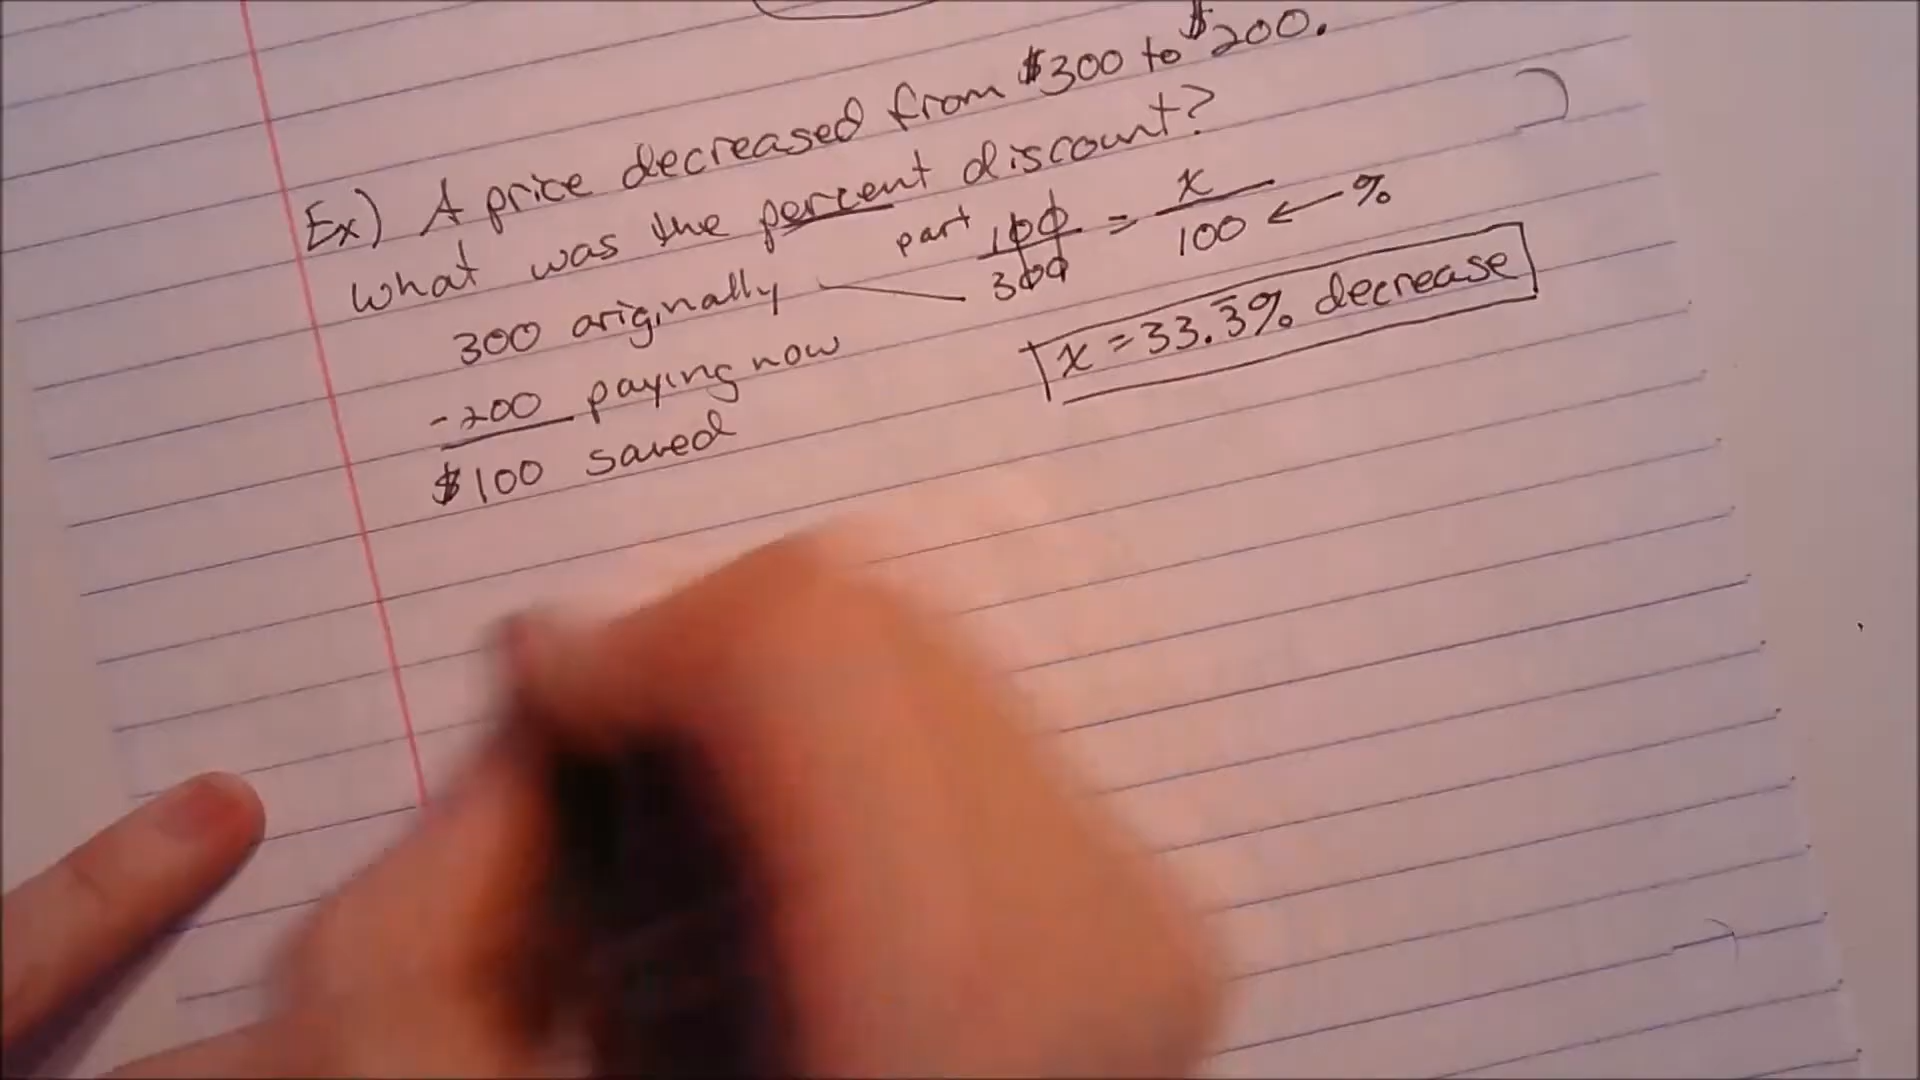 Ex) A price decreased from $300 to $200.
What was the percent discount?
300 originally
-200 paying now
$100 saved
part 100/300 = x/100 ← %
x = 33.3̅% decrease